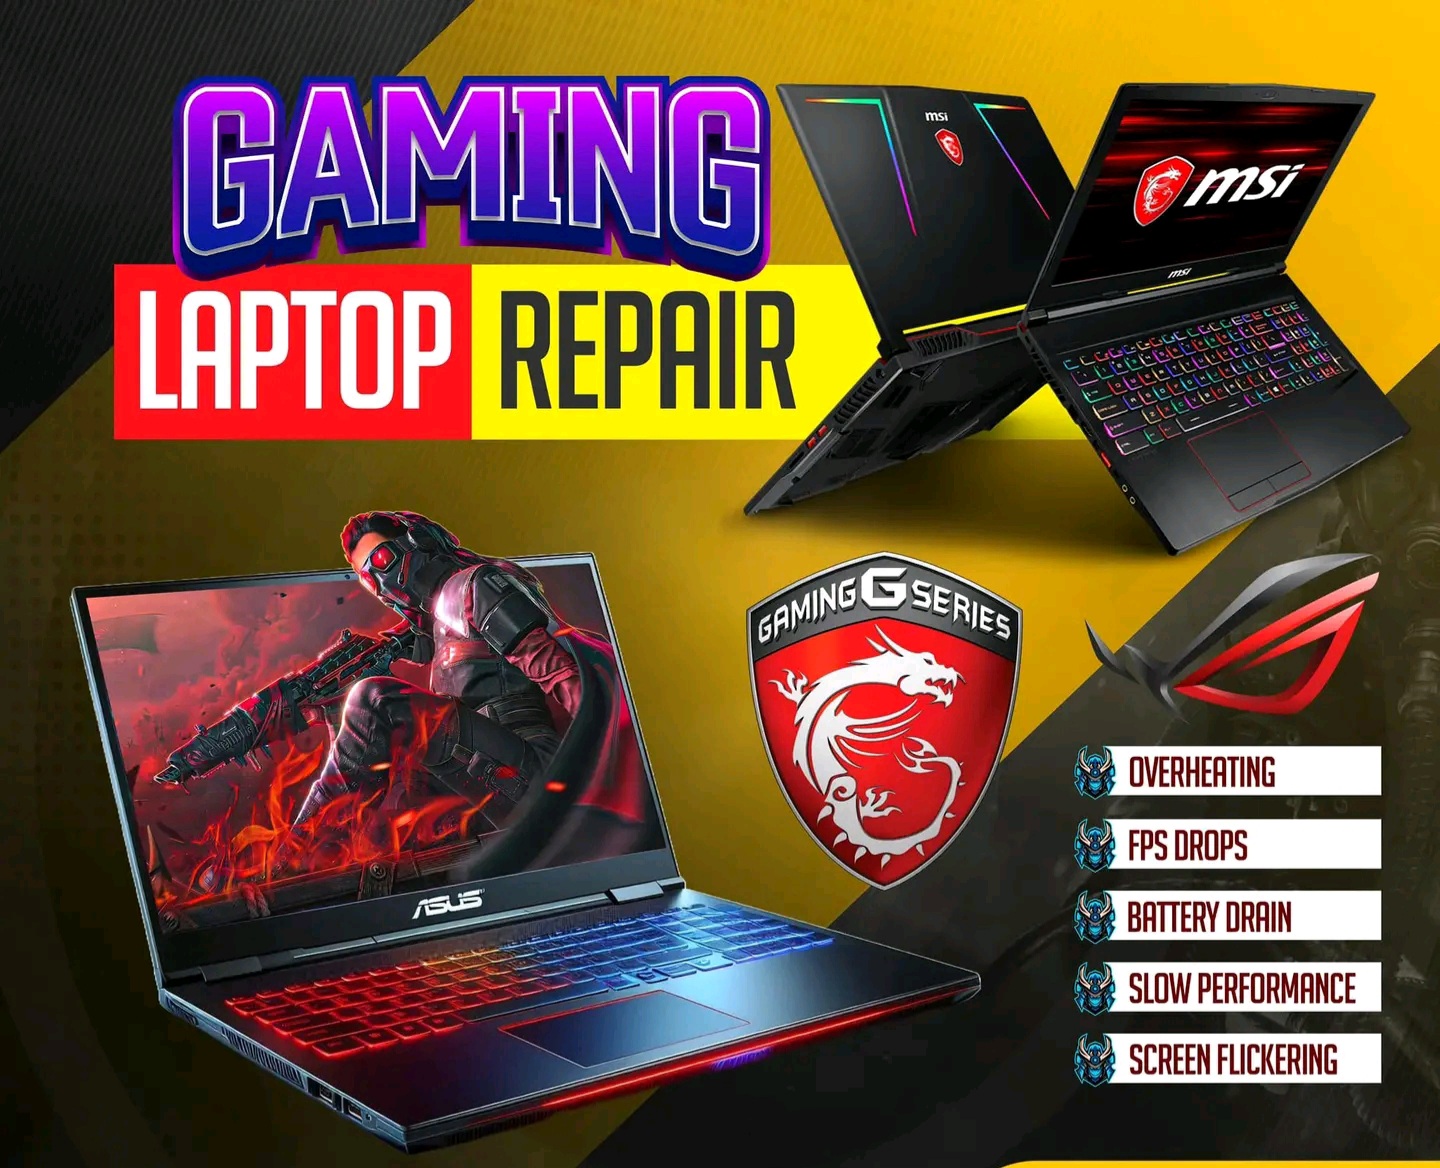 GAMING
LAPTOP REPAIR
msi
msi
msi
GAMING G SERIES
ASUS
OVERHEATING
FPS DROPS
BATTERY DRAIN
SLOW PERFORMANCE
SCREEN FLICKERING